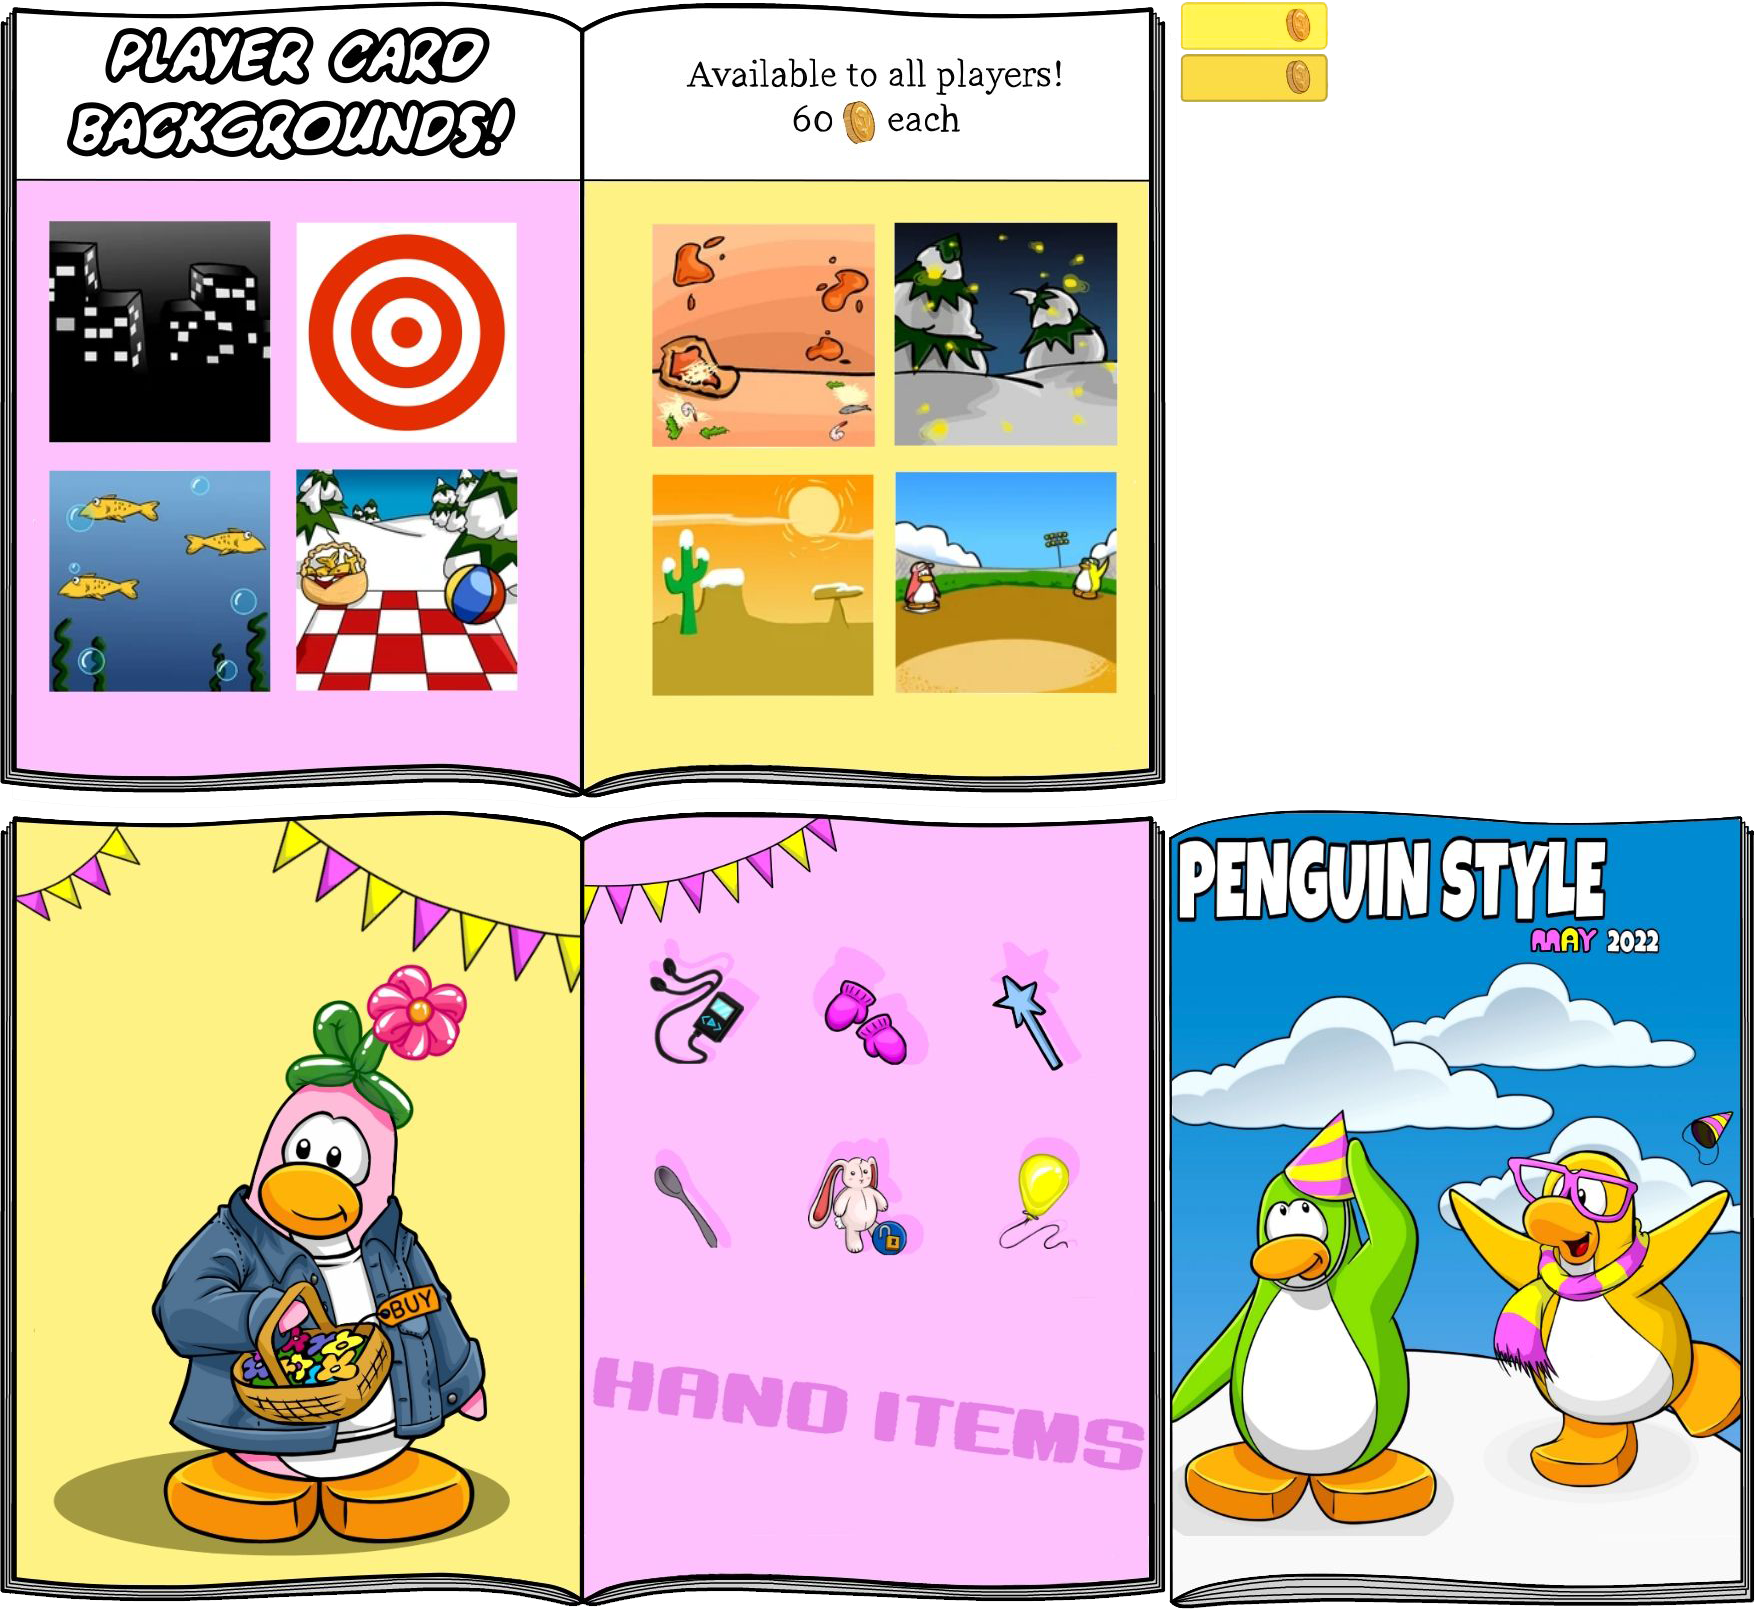 PLAYER CARD
BACKGROUNDS!
Available to all players!
60 each
BUY
HAND ITEMS
PENGUIN STYLE
MAY 2022